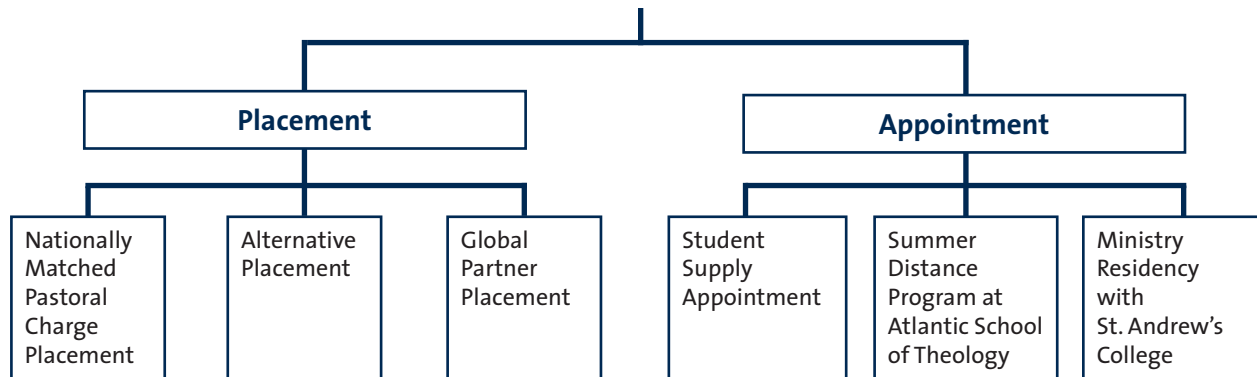 Placement
Appointment
Nationally
Matched
Pastoral
Charge
Placement
Alternative
Placement
Global
Partner
Placement
Student
Supply
Appointment
Summer
Distance
Program at
Atlantic School
of Theology
Ministry
Residency
with
St. Andrew’s
College